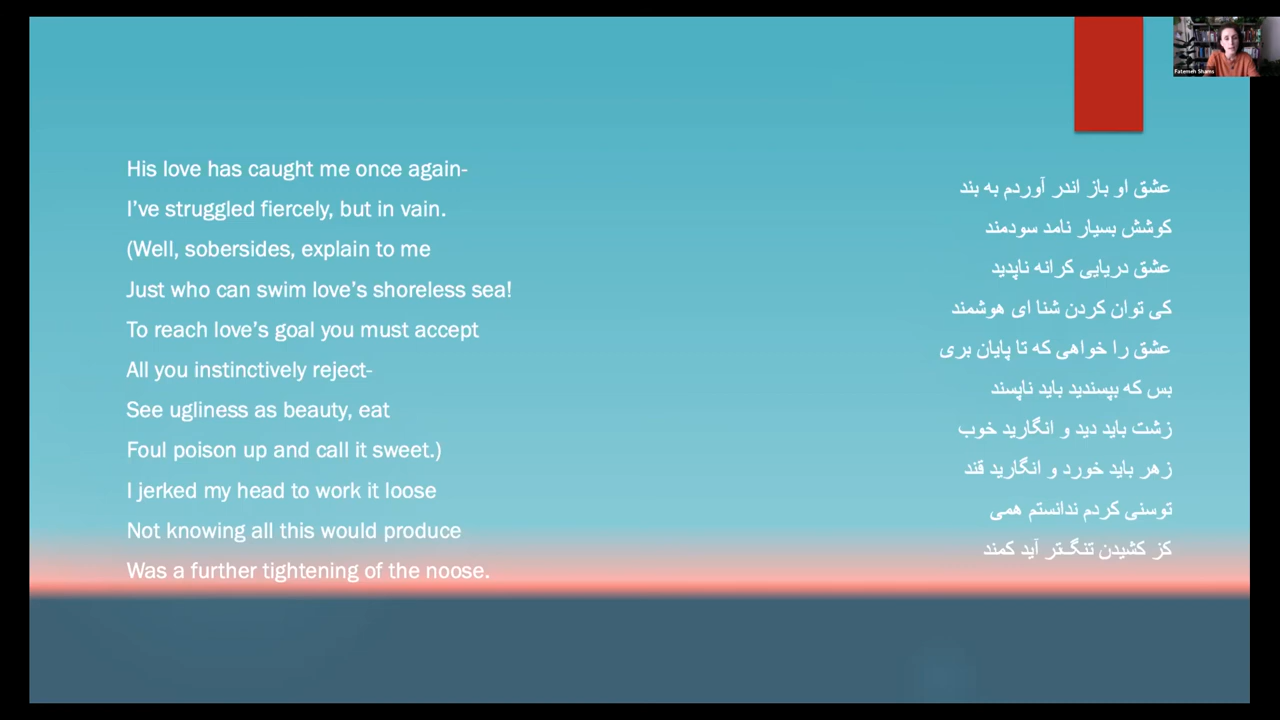 His love has caught me once again-
I've struggled fiercely, but in vain.
(Well, sobersides, explain to me
Just who can swim love's shoreless sea!
To reach love's goal you must accept
All you instinctively reject-
See ugliness as beauty, eat
Foul poison up and call it sweet.)
I jerked my head to work it loose
Not knowing all this would produce
Was a further tightening of the noose.
عشق او باز اندر آوردم به بند
کوشش بسیار نامد سودمند
عشق دریایی کرانه ناپدید
کی توان کردن شنا ای هوشمند
عشق را خواهی که تا پایان بری
بس که بپسندید باید ناپسند
زشت باید دید و انگارید خوب
زهر باید خورد و انگارید قند
توسنی کردم ندانستم همی
کز کشیدن تنگـتر آید کمند
Fatemeh Shams